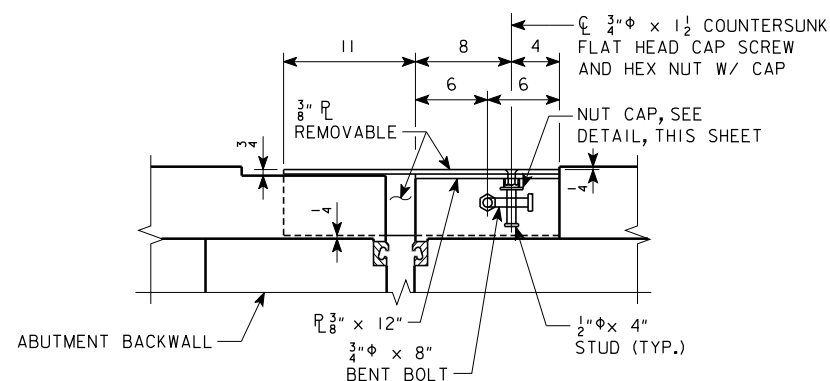 ℄ 3/4"ϕ x 1 1/2 COUNTERSUNK
FLAT HEAD CAP SCREW
AND HEX NUT W/ CAP
11
8
4
6
6
3/8" ℞
REMOVABLE
NUT CAP, SEE
DETAIL, THIS SHEET
3/4
1/4
1/4
℞ 3/8" x 12"
ABUTMENT BACKWALL
3/4"ϕ x 8"
BENT BOLT
1/2"ϕ x 4"
STUD (TYP.)